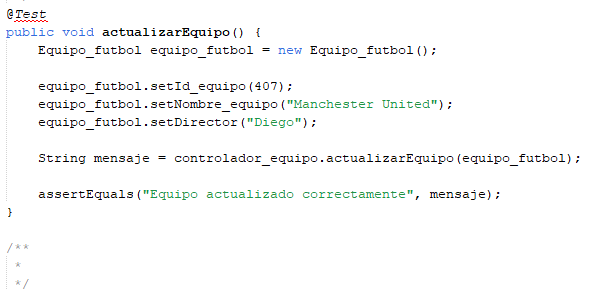 @Test
public void actualizarEquipo() {
    Equipo_futbol equipo_futbol = new Equipo_futbol();
    equipo_futbol.setId_equipo(407);
    equipo_futbol.setNombre_equipo("Manchester United");
    equipo_futbol.setDirector("Diego");
    String mensaje = controlador_equipo.actualizarEquipo(equipo_futbol);
    assertEquals("Equipo actualizado correctamente", mensaje);
}
/**
 *
 */